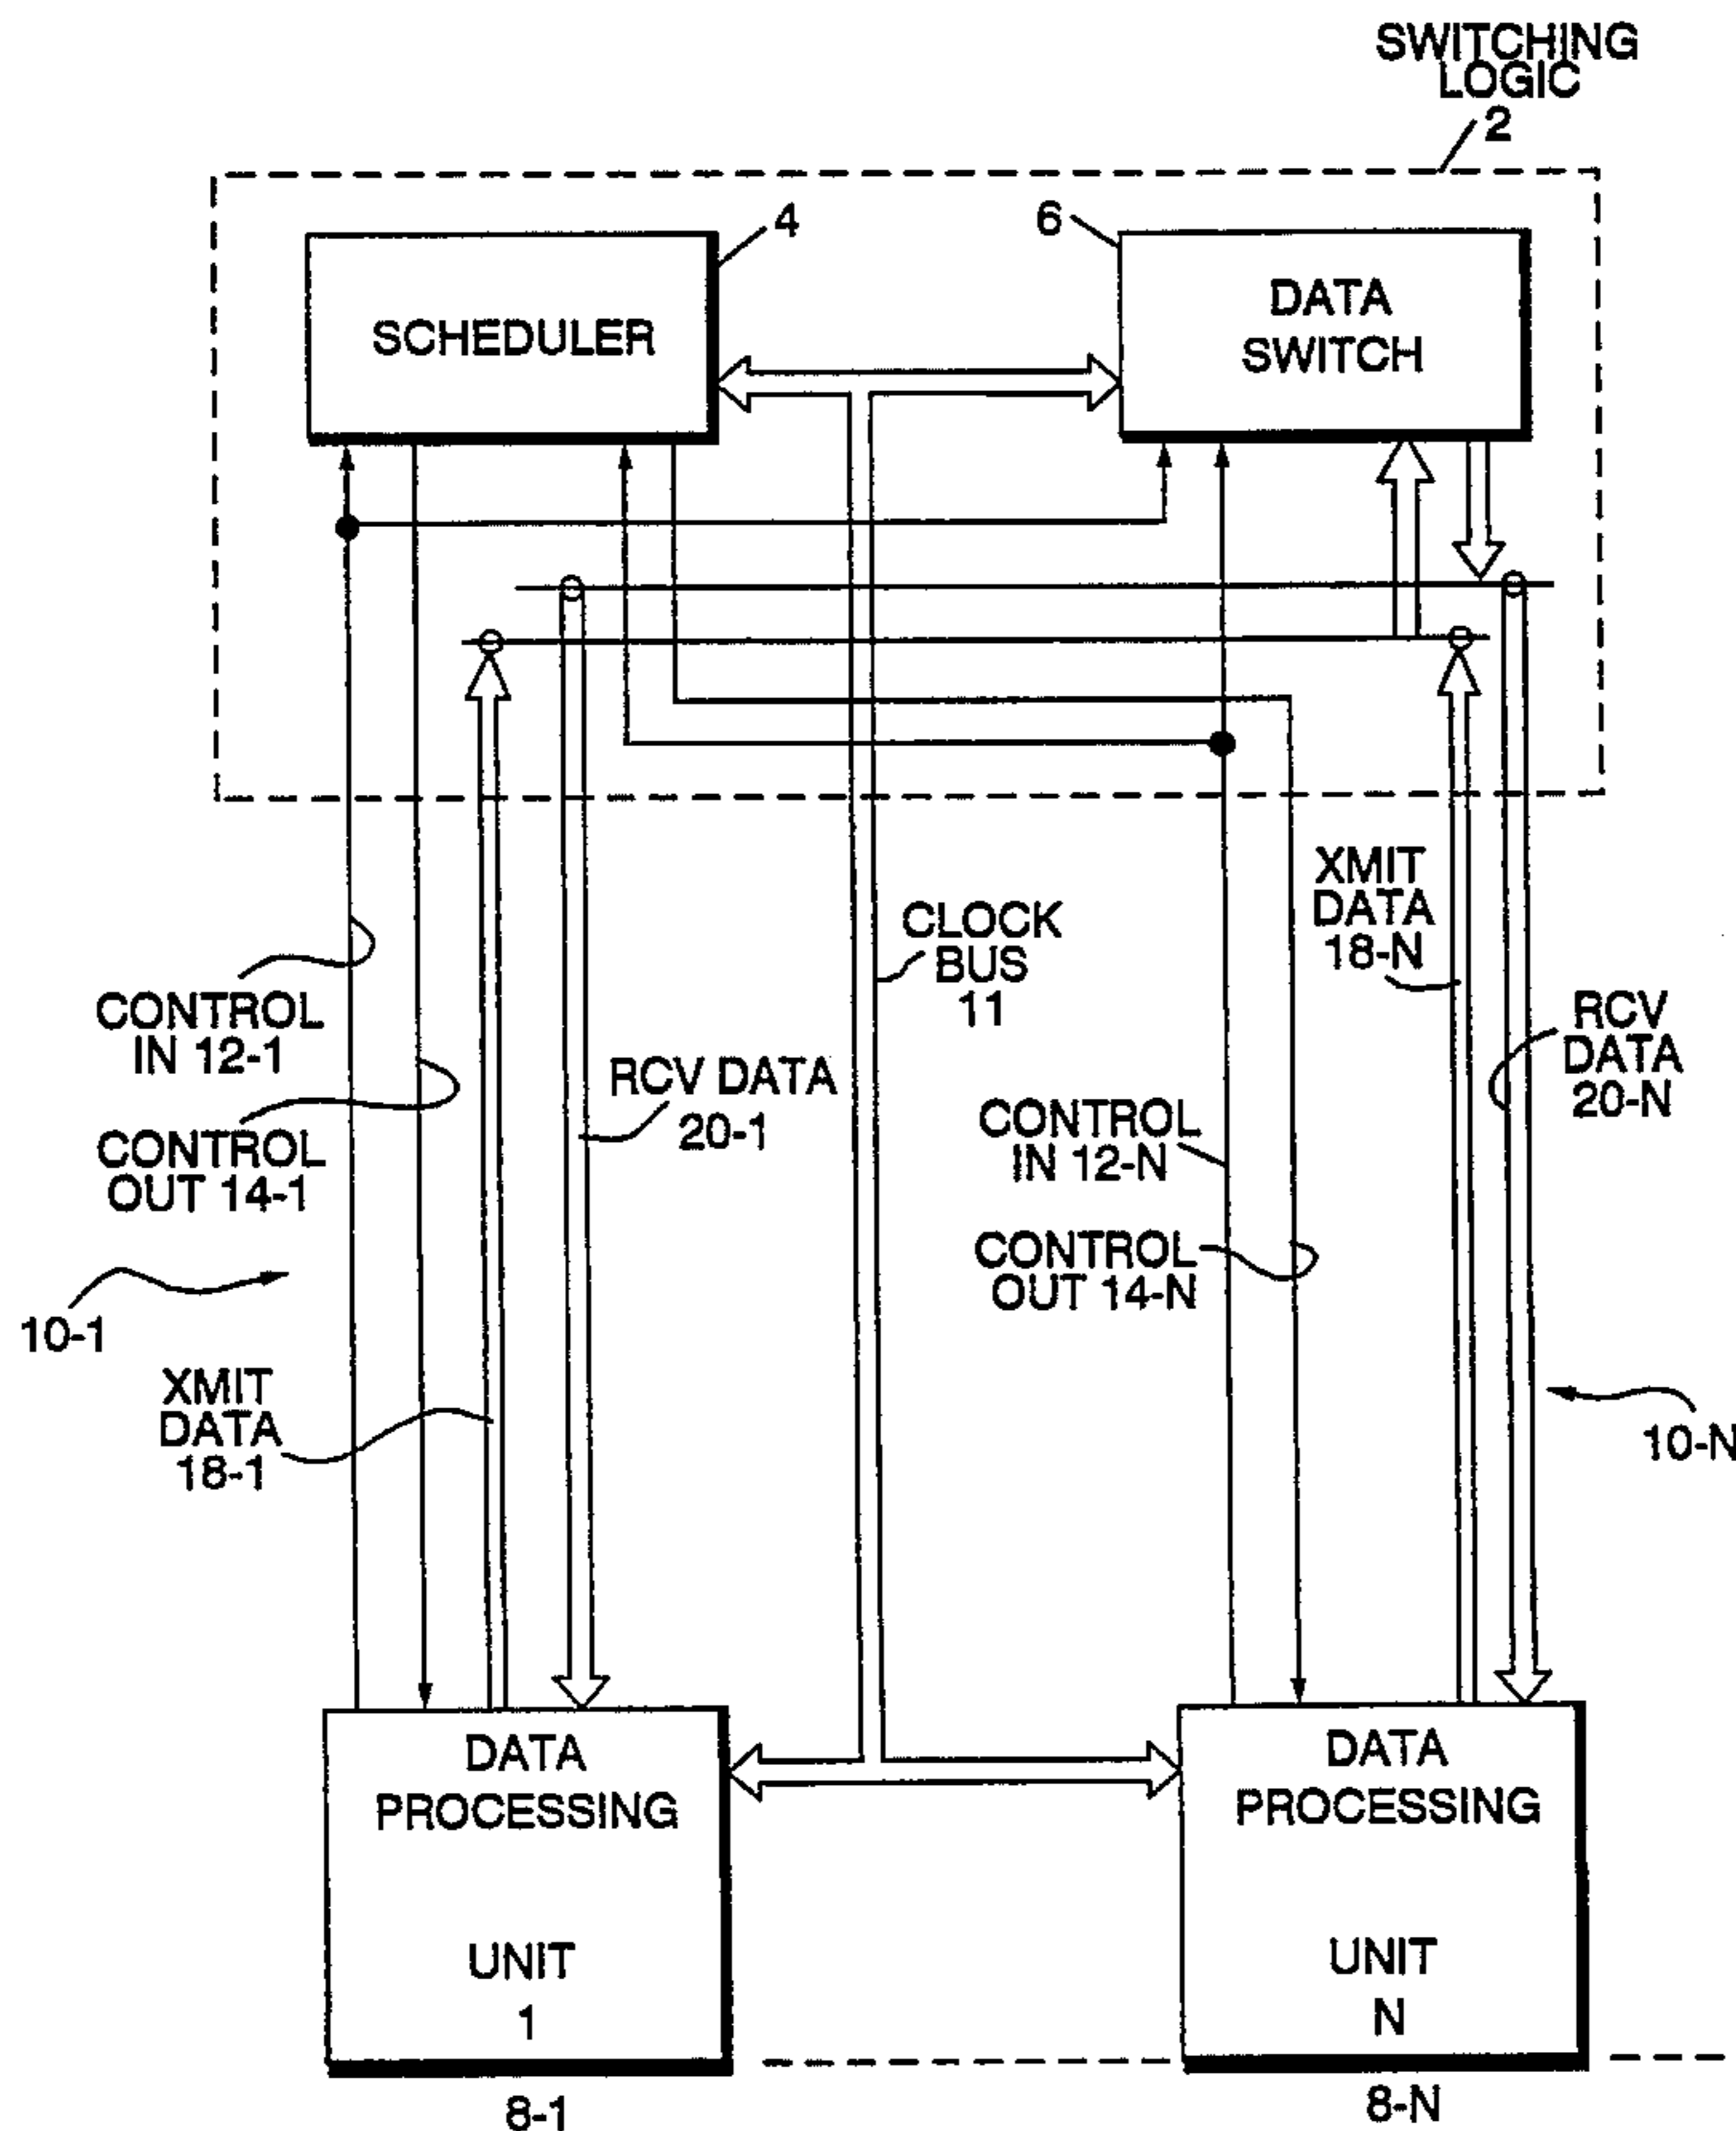 SWITCHING
LOGIC
2
4
6
SCHEDULER
DATA
SWITCH
CONTROL
IN 12-1
CONTROL
OUT 14-1
10-1
XMIT
DATA
18-1
RCV DATA
20-1
CLOCK
BUS
11
CONTROL
IN 12-N
CONTROL
OUT 14-N
XMIT
DATA
18-N
RCV
DATA
20-N
10-N
DATA
PROCESSING
UNIT
1
8-1
DATA
PROCESSING
UNIT
N
8-N